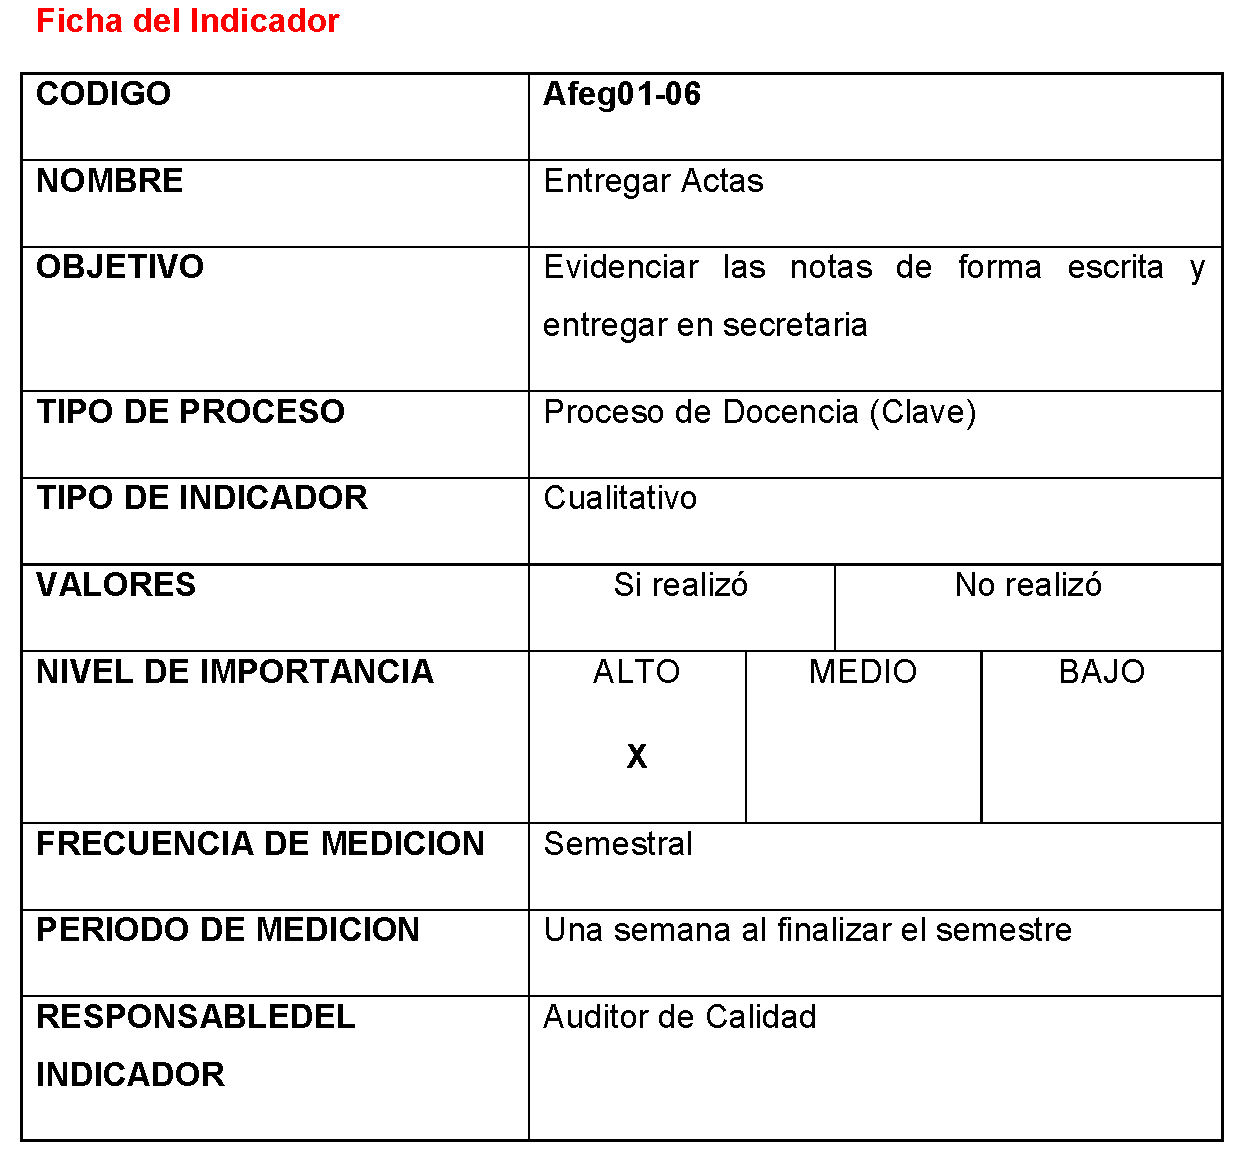 Ficha del Indicador
CODIGO Afeg01-06
NOMBRE Entregar Actas
OBJETIVO Evidenciar las notas de forma escrita y
entregar en secretaria
TIPO DE PROCESO Proceso de Docencia (Clave)
TIPO DE INDICADOR Cualitativo
VALORES Si realizó No realizó
NIVEL DE IMPORTANCIA ALTO MEDIO BAJO
X
FRECUENCIA DE MEDICION Semestral
PERIODO DE MEDICION Una semana al finalizar el semestre
RESPONSABLEDEL Auditor de Calidad
INDICADOR